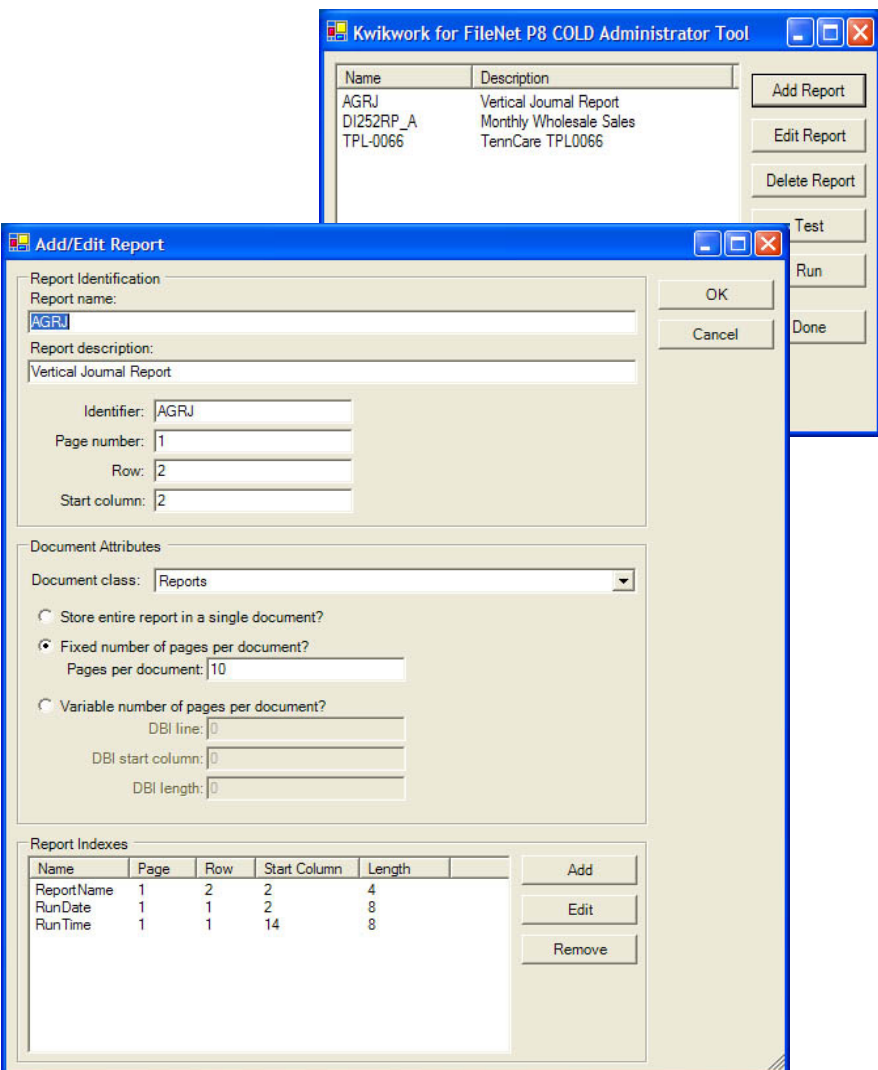 Kwikwork for FileNet P8 COLD Administrator Tool
Name Description
AGRJ Vertical Journal Report
DI252RP_A Monthly Wholesale Sales
TPL-0066 TennCare TPL0066
Add Report
Edit Report
Delete Report
Test
Run
Done
Add/Edit Report
Report Identification
Report name:
AGRJ
Report description:
Vertical Journal Report
Identifier: AGRJ
Page number: 1
Row: 2
Start column: 2
OK
Cancel
Document Attributes
Document class: Reports
Store entire report in a single document?
Fixed number of pages per document?
Pages per document: 10
Variable number of pages per document?
DBI line: 0
DBI start column: 0
DBI length: 0
Report Indexes
Name Page Row Start Column Length
ReportName 1 2 2 4
RunDate 1 1 2 8
RunTime 1 1 14 8
Add
Edit
Remove